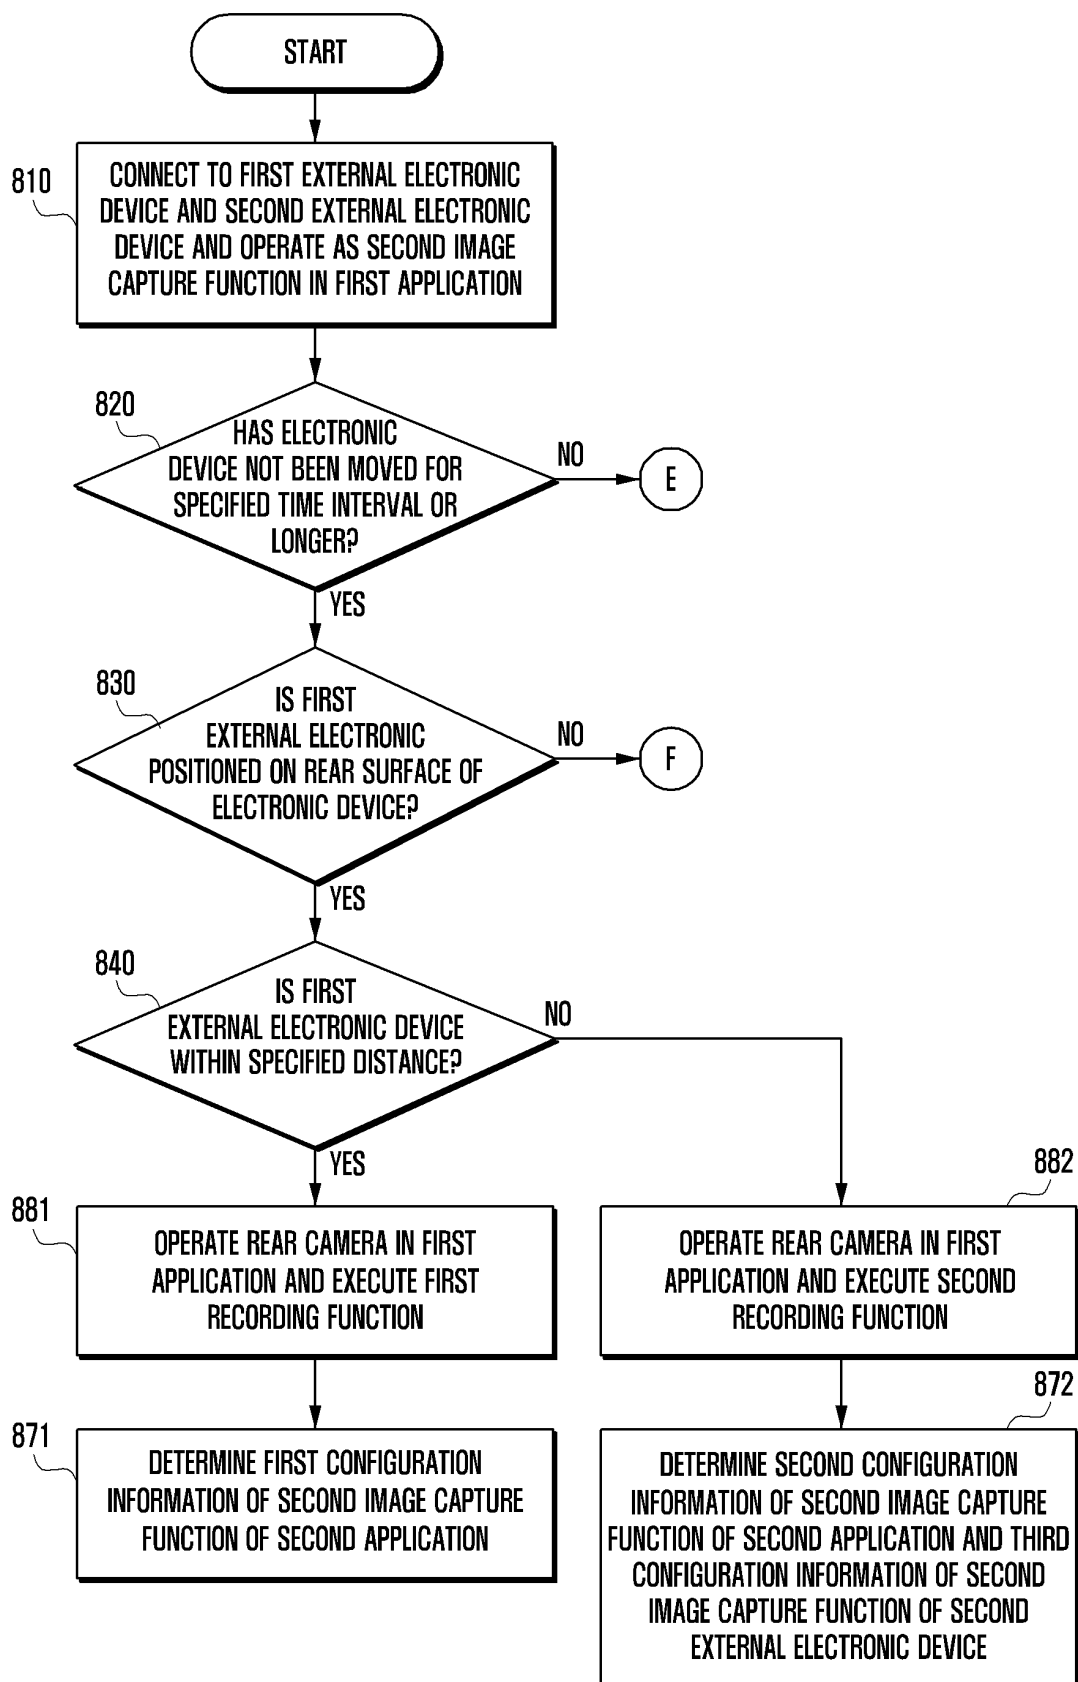 START
810
CONNECT TO FIRST EXTERNAL ELECTRONIC
DEVICE AND SECOND EXTERNAL ELECTRONIC
DEVICE AND OPERATE AS SECOND IMAGE
CAPTURE FUNCTION IN FIRST APPLICATION
820
HAS ELECTRONIC
DEVICE NOT BEEN MOVED FOR
SPECIFIED TIME INTERVAL OR
LONGER?
NO
E
YES
830
IS FIRST
EXTERNAL ELECTRONIC
POSITIONED ON REAR SURFACE OF
ELECTRONIC DEVICE?
NO
F
YES
840
IS FIRST
EXTERNAL ELECTRONIC DEVICE
WITHIN SPECIFIED DISTANCE?
NO
YES
881
OPERATE REAR CAMERA IN FIRST
APPLICATION AND EXECUTE FIRST
RECORDING FUNCTION
882
OPERATE REAR CAMERA IN FIRST
APPLICATION AND EXECUTE SECOND
RECORDING FUNCTION
871
DETERMINE FIRST CONFIGURATION
INFORMATION OF SECOND IMAGE CAPTURE
FUNCTION OF SECOND APPLICATION
872
DETERMINE SECOND CONFIGURATION
INFORMATION OF SECOND IMAGE CAPTURE
FUNCTION OF SECOND APPLICATION AND THIRD
CONFIGURATION INFORMATION OF SECOND
IMAGE CAPTURE FUNCTION OF SECOND
EXTERNAL ELECTRONIC DEVICE